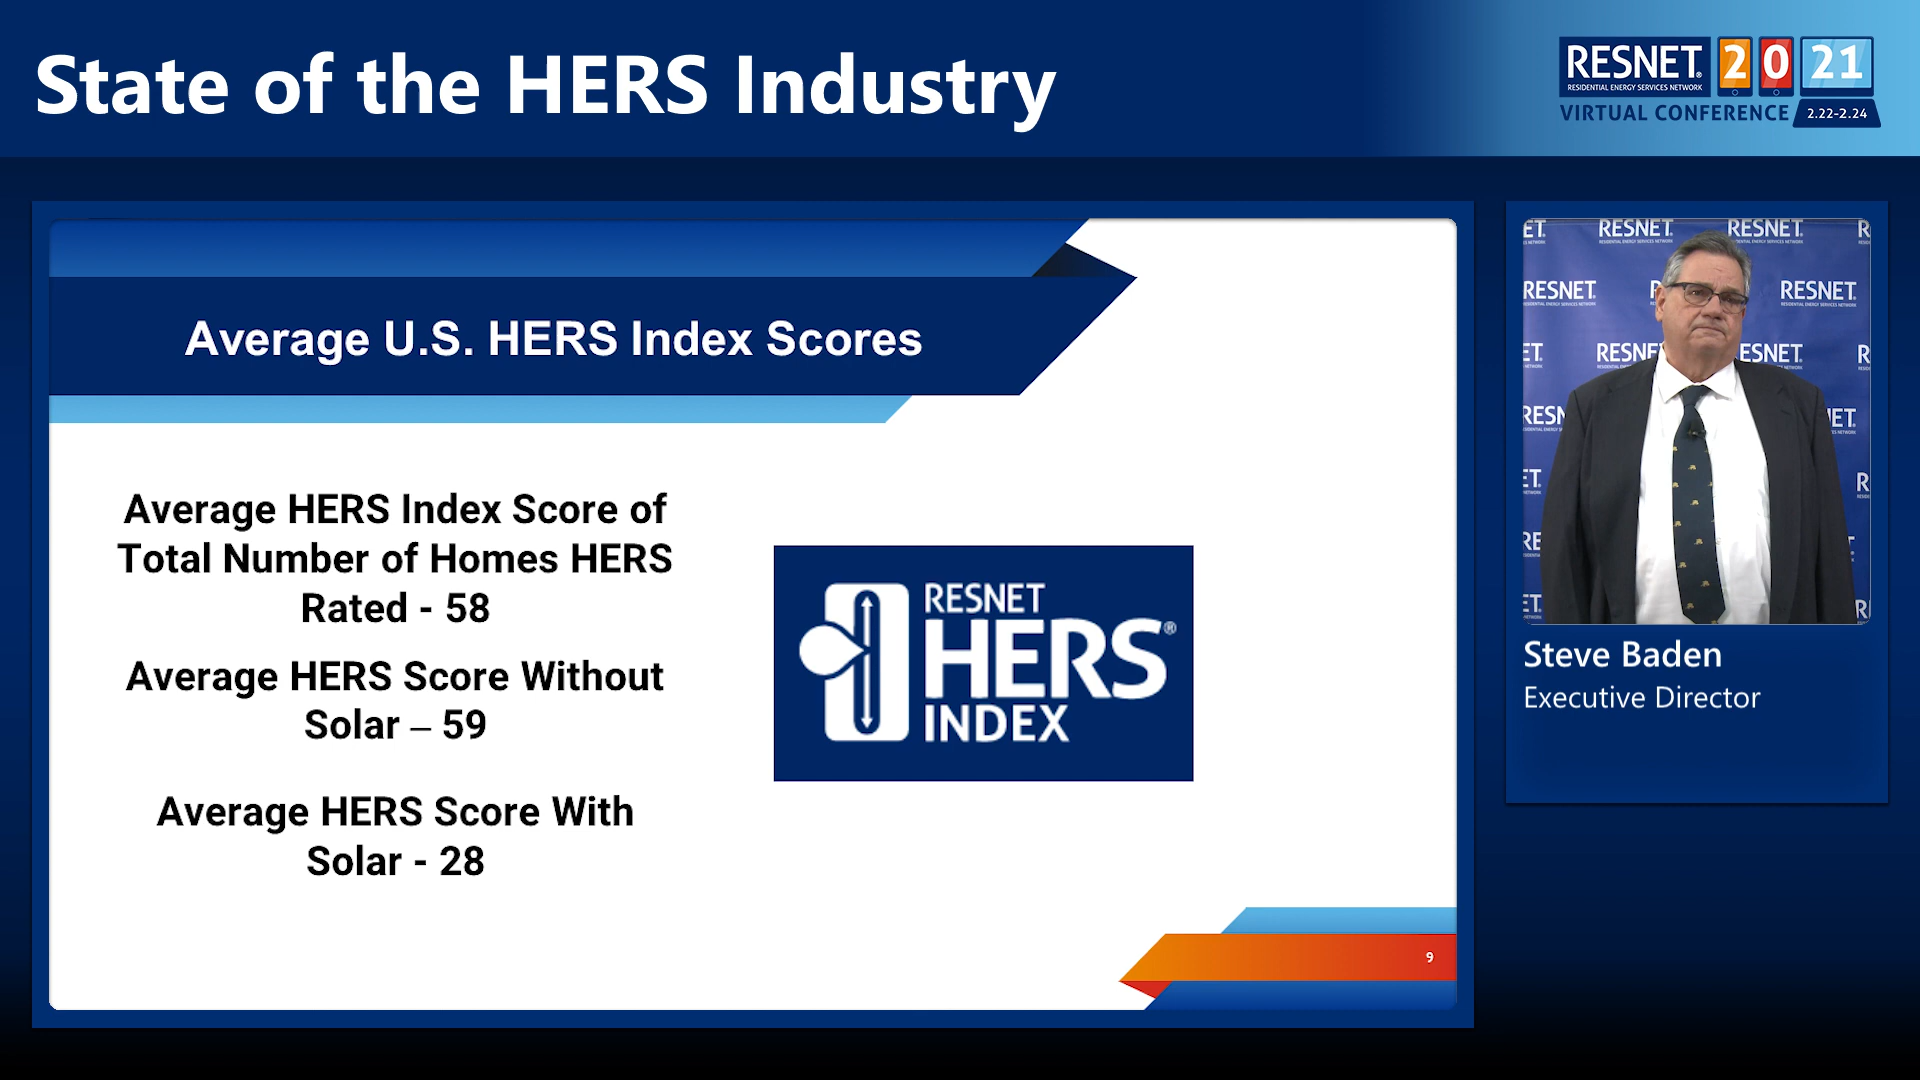 State of the HERS Industry
RESNET® 2021
RESIDENTIAL ENERGY SERVICES NETWORK
VIRTUAL CONFERENCE 2.22-2.24
Average U.S. HERS Index Scores
Average HERS Index Score of
Total Number of Homes HERS
Rated - 58
Average HERS Score Without
Solar – 59
Average HERS Score With
Solar - 28
RESNET
HERS®
INDEX
9
RESNET. RESNET.
RESNET. RESNET.
Steve Baden
Executive Director